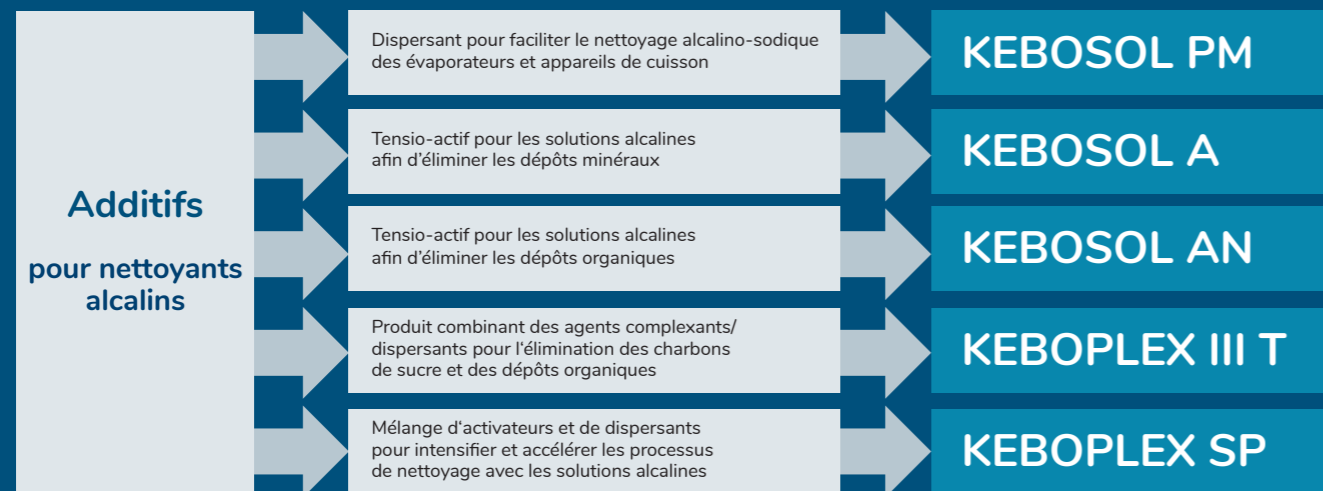 Additifs
pour nettoyants
alcalins
Dispersant pour faciliter le nettoyage alcalino-sodique
des évaporateurs et appareils de cuisson
KEBOSOL PM
Tensio-actif pour les solutions alcalines
afin d’éliminer les dépôts minéraux
KEBOSOL A
Tensio-actif pour les solutions alcalines
afin d’éliminer les dépôts organiques
KEBOSOL AN
Produit combinant des agents complexants/
dispersants pour l‘élimination des charbons
de sucre et des dépôts organiques
KEBOPLEX III T
Mélange d‘activateurs et de dispersants
pour intensifier et accélérer les processus
de nettoyage avec les solutions alcalines
KEBOPLEX SP